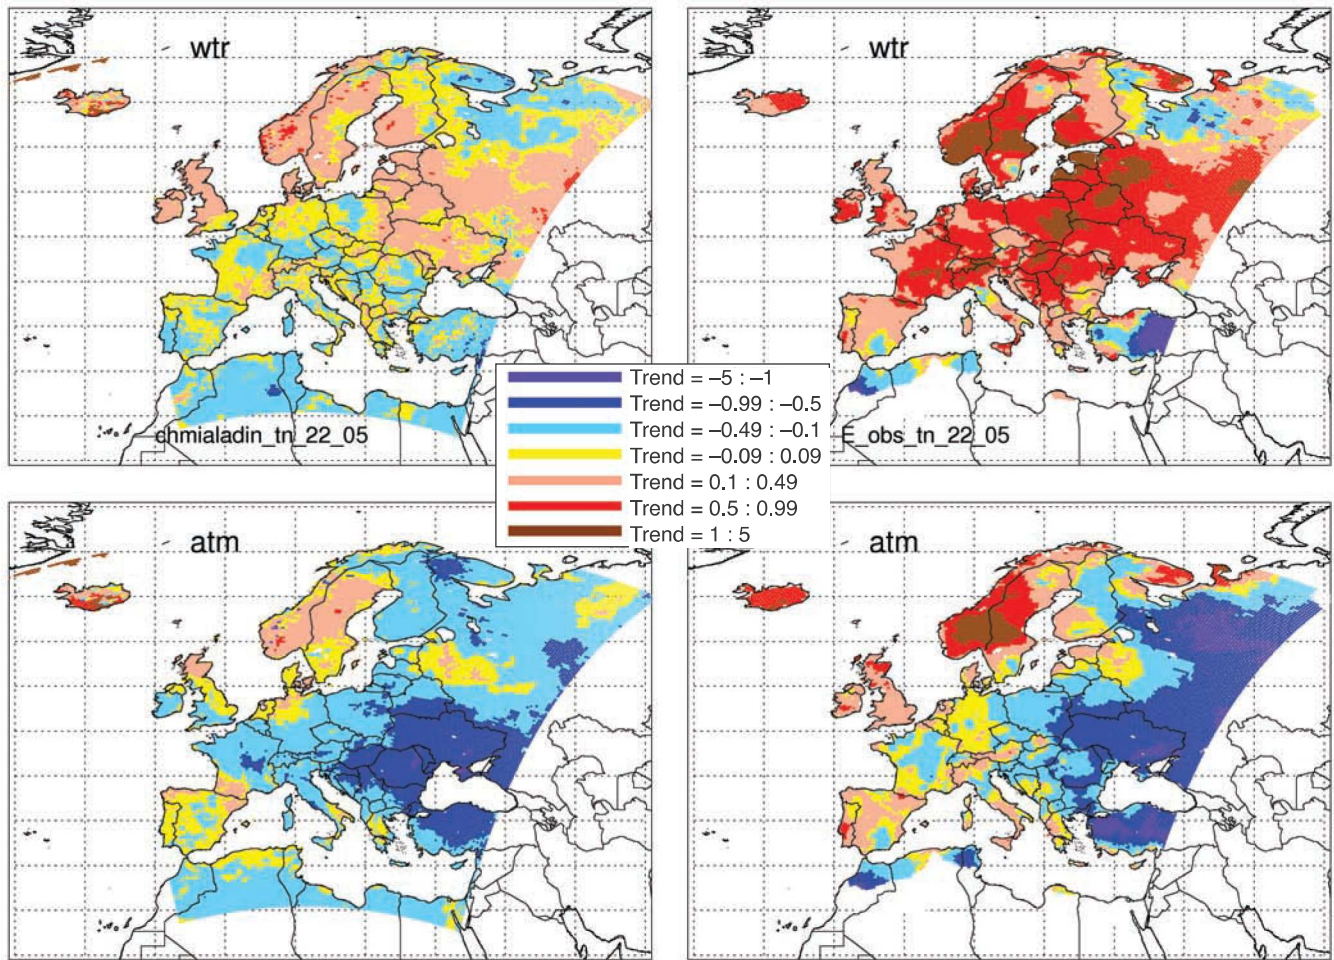 wtr
wtr
Trend = −5 : −1
Trend = −0.99 : −0.5
Trend = −0.49 : −0.1
Trend = −0.09 : 0.09
Trend = 0.1 : 0.49
Trend = 0.5 : 0.99
Trend = 1 : 5
chmialadin_tn_22_05
E_obs_tn_22_05
atm
atm